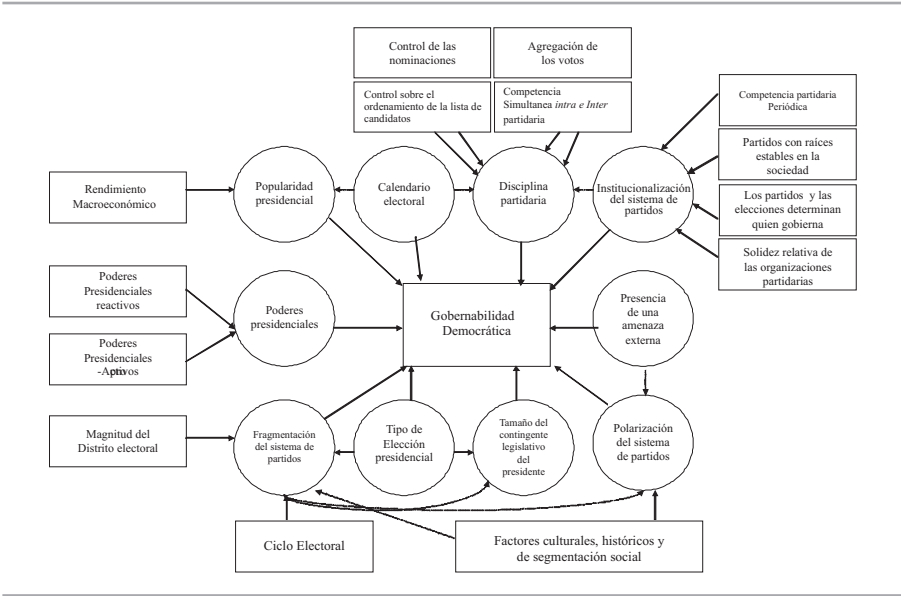 Control de las
nominaciones
Agregación de
los votos
Control sobre el
ordenamiento de la lista de
candidatos
Competencia
Simultanea intra e Inter
partidaria
Competencia partidaria
Periódica
Partidos con raíces
estables en la
sociedad
Los partidos y las
elecciones determinan
quien gobierna
Solidez relativa de
las organizaciones
partidarias
Rendimiento
Macroeconómico
Popularidad
presidencial
Calendario
electoral
Disciplina
partidaria
Institucionalización
del sistema de
partidos
Poderes
Presidenciales
reactivos
Poderes
Presidenciales
Poderes
presidenciales
Gobernabilidad
Democrática
Presencia
de una
amenaza
externa
Magnitud del
Distrito electoral
Fragmentación
del sistema de
partidos
Tipo de
Elección
presidencial
Tamaño del
contingente
legislativo
del
presidente
Polarización
del sistema
de partidos
Ciclo Electoral
Factores culturales, históricos y
de segmentación social